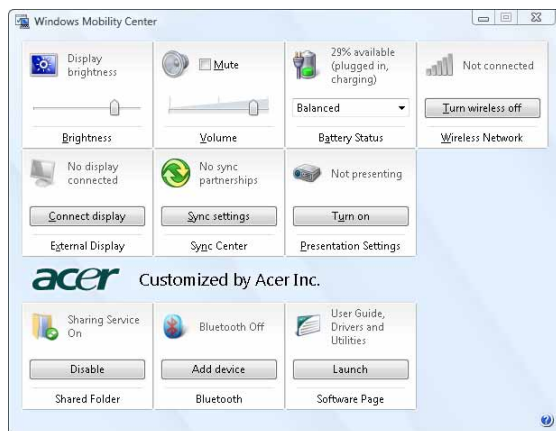 Windows Mobility Center
Display
brightness
Brightness
Mute
Volume
29% available
(plugged in,
charging)
Balanced
Battery Status
Not connected
Turn wireless off
Wireless Network
No display
connected
Connect display
External Display
No sync
partnerships
Sync settings
Sync Center
Not presenting
Turn on
Presentation Settings
acer Customized by Acer Inc.
Sharing Service
On
Disable
Shared Folder
Bluetooth Off
Add device
Bluetooth
User Guide,
Drivers and
Utilities
Launch
Software Page